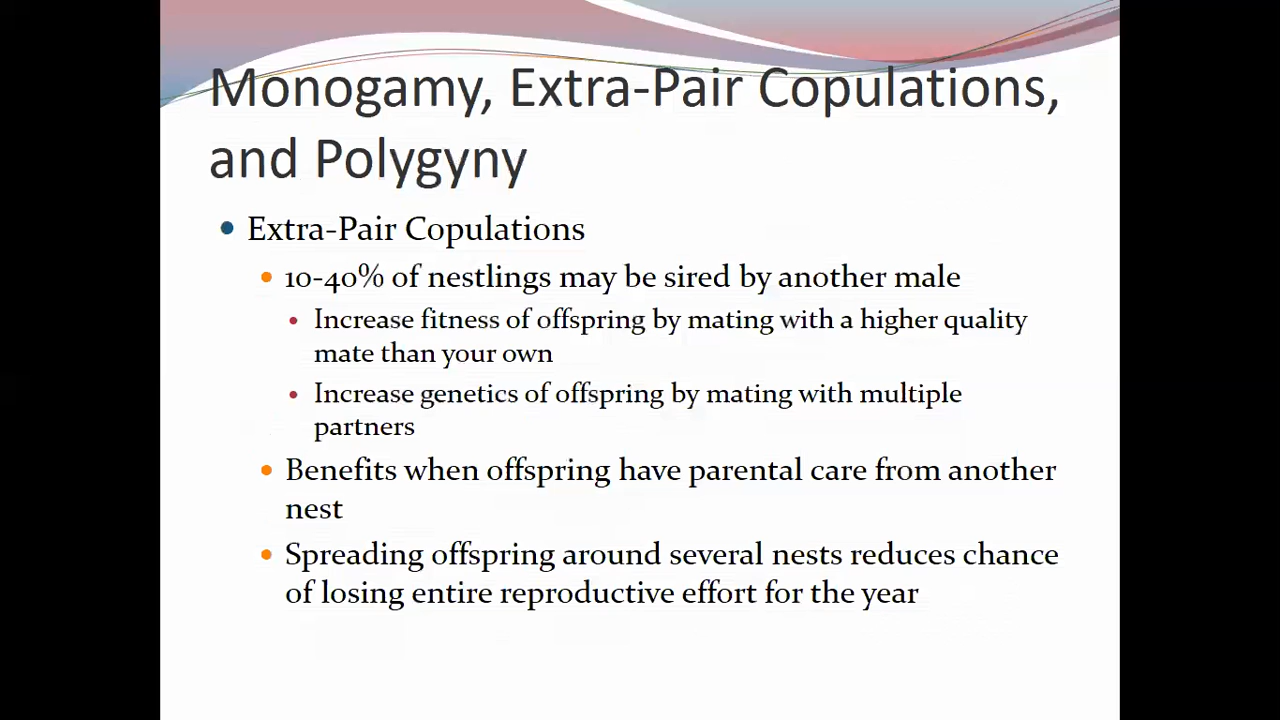 Monogamy, Extra-Pair Copulations,
and Polygyny
Extra-Pair Copulations
10-40% of nestlings may be sired by another male
Increase fitness of offspring by mating with a higher quality
mate than your own
Increase genetics of offspring by mating with multiple
partners
Benefits when offspring have parental care from another
nest
Spreading offspring around several nests reduces chance
of losing entire reproductive effort for the year